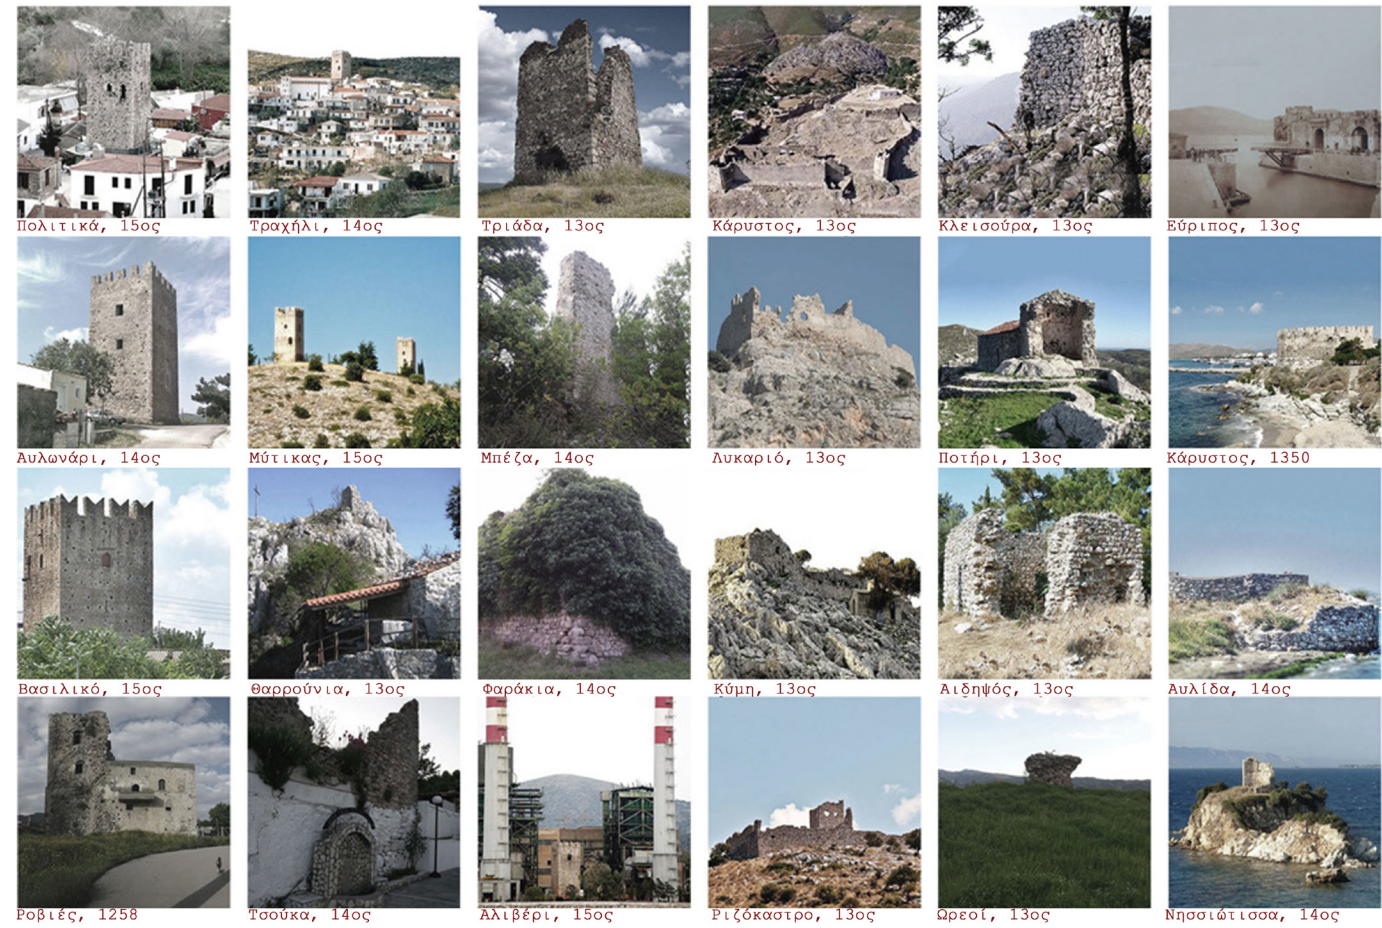 Πολιτικά, 15ος
Τραχήλι, 14ος
Τριάδα, 13ος
Κάρυστος, 13ος
Κλεισούρα, 13ος
Εύριπος, 13ος
Αυλωνάρι, 14ος
Μύτικας, 15ος
Μπέζα, 14ος
Λυκαριό, 13ος
Ποτήρι, 13ος
Κάρυστος, 1350
Βασιλικό, 15ος
Θαρρούνια, 13ος
Φαράκια, 14ος
Κύμη, 13ος
Αιδηψός, 13ος
Αυλίδα, 14ος
Ροβιές, 1258
Τσούκα, 14ος
Αλιβέρι, 15ος
Ριζόκαστρο, 13ος
Ωρεοί, 13ος
Νησσιώτισσα, 14ος